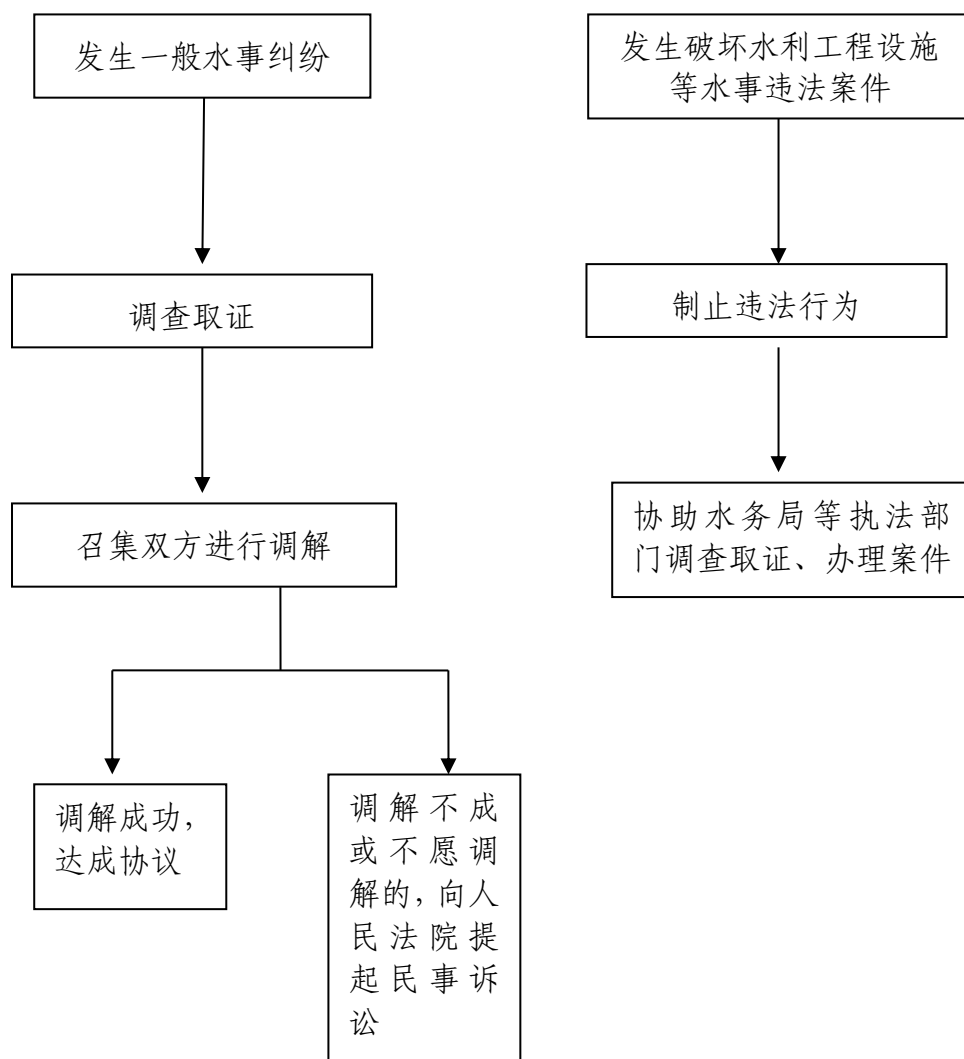 发生一般水事纠纷
发生破坏水利工程设施
等水事违法案件
调查取证
制止违法行为
召集双方进行调解
协助水务局等执法部
门调查取证、办理案件
调解成功，
达成协议
调解不成
或不愿调
解的，向人
民法院提
起民事诉
讼